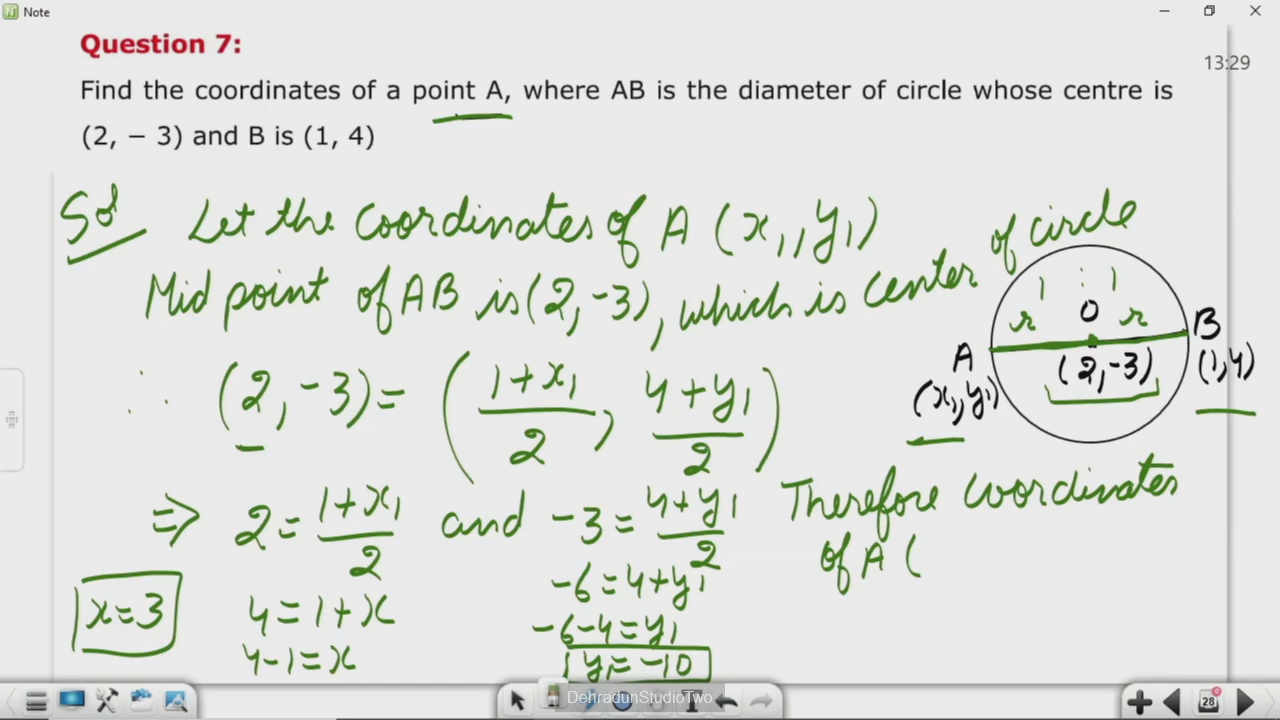 Note
Question 7:
13:29
Find the coordinates of a point A, where AB is the diameter of circle whose centre is
(2, − 3) and B is (1, 4)
Sol
Let the coordinates of A (x₁, y₁)
Mid point of AB is (2, -3), which is center of circle
1 : 1
r O r
A B
(x₁, y₁) (2, -3) (1, 4)
∴ (2, -3) = ( (1+x₁)/2 , (4+y₁)/2 )
⇒ 2 = (1+x₁)/2 and -3 = (4+y₁)/2
4 = 1+x
4-1 = x
x=3
-6 = 4+y₁
-6-4 = y₁
y₁ = -10
Therefore coordinates
of A (
DehradunStudioTwo
28
0